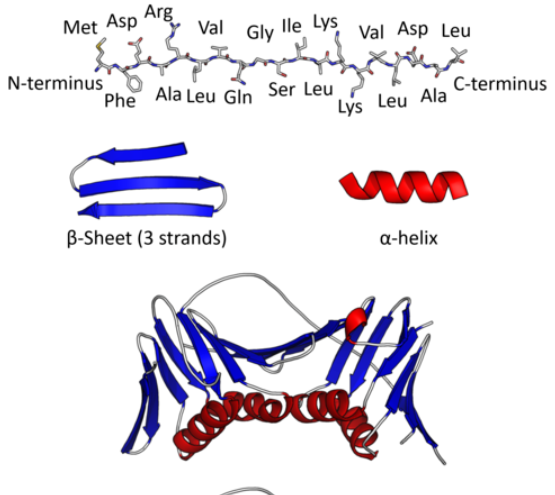 Met Asp Arg Val Gly Ile Lys Val Asp Leu
N-terminus C-terminus
Phe Ala Leu Gln Ser Leu Lys Leu Ala
β-Sheet (3 strands) α-helix